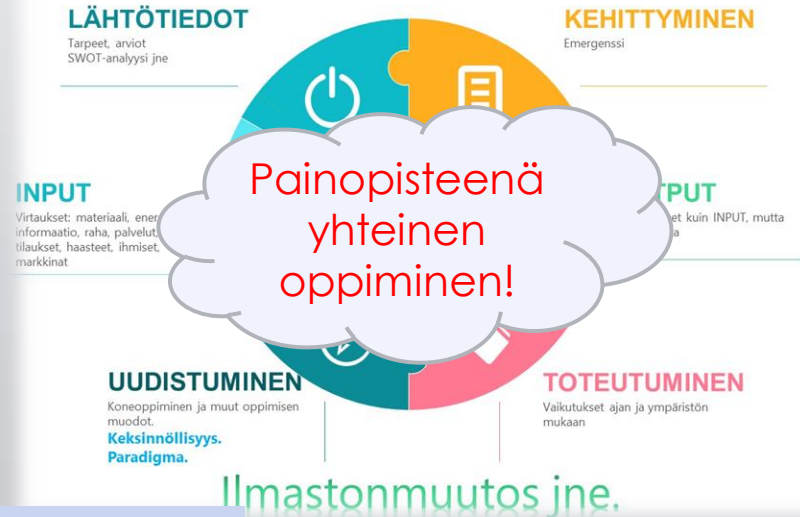 LÄHTÖTIEDOT
Tarpeet, arviot
SWOT-analyysi jne
KEHITTYMINEN
Emergenssi
Painopisteenä
yhteinen
oppiminen!
INPUT
Virtaukset: materiaali,
informaatio, raha, palvelut,
tilaukset, haasteet, ihmiset,
markkinat
TPUT
et kuin INPUT, mutta
UUDISTUMINEN
Koneoppiminen ja muut oppimisen
muodot.
Keksinnöllisyys.
Paradigma.
TOTEUTUMINEN
Vaikutukset ajan ja ympäristön
mukaan
Ilmastonmuutos jne.